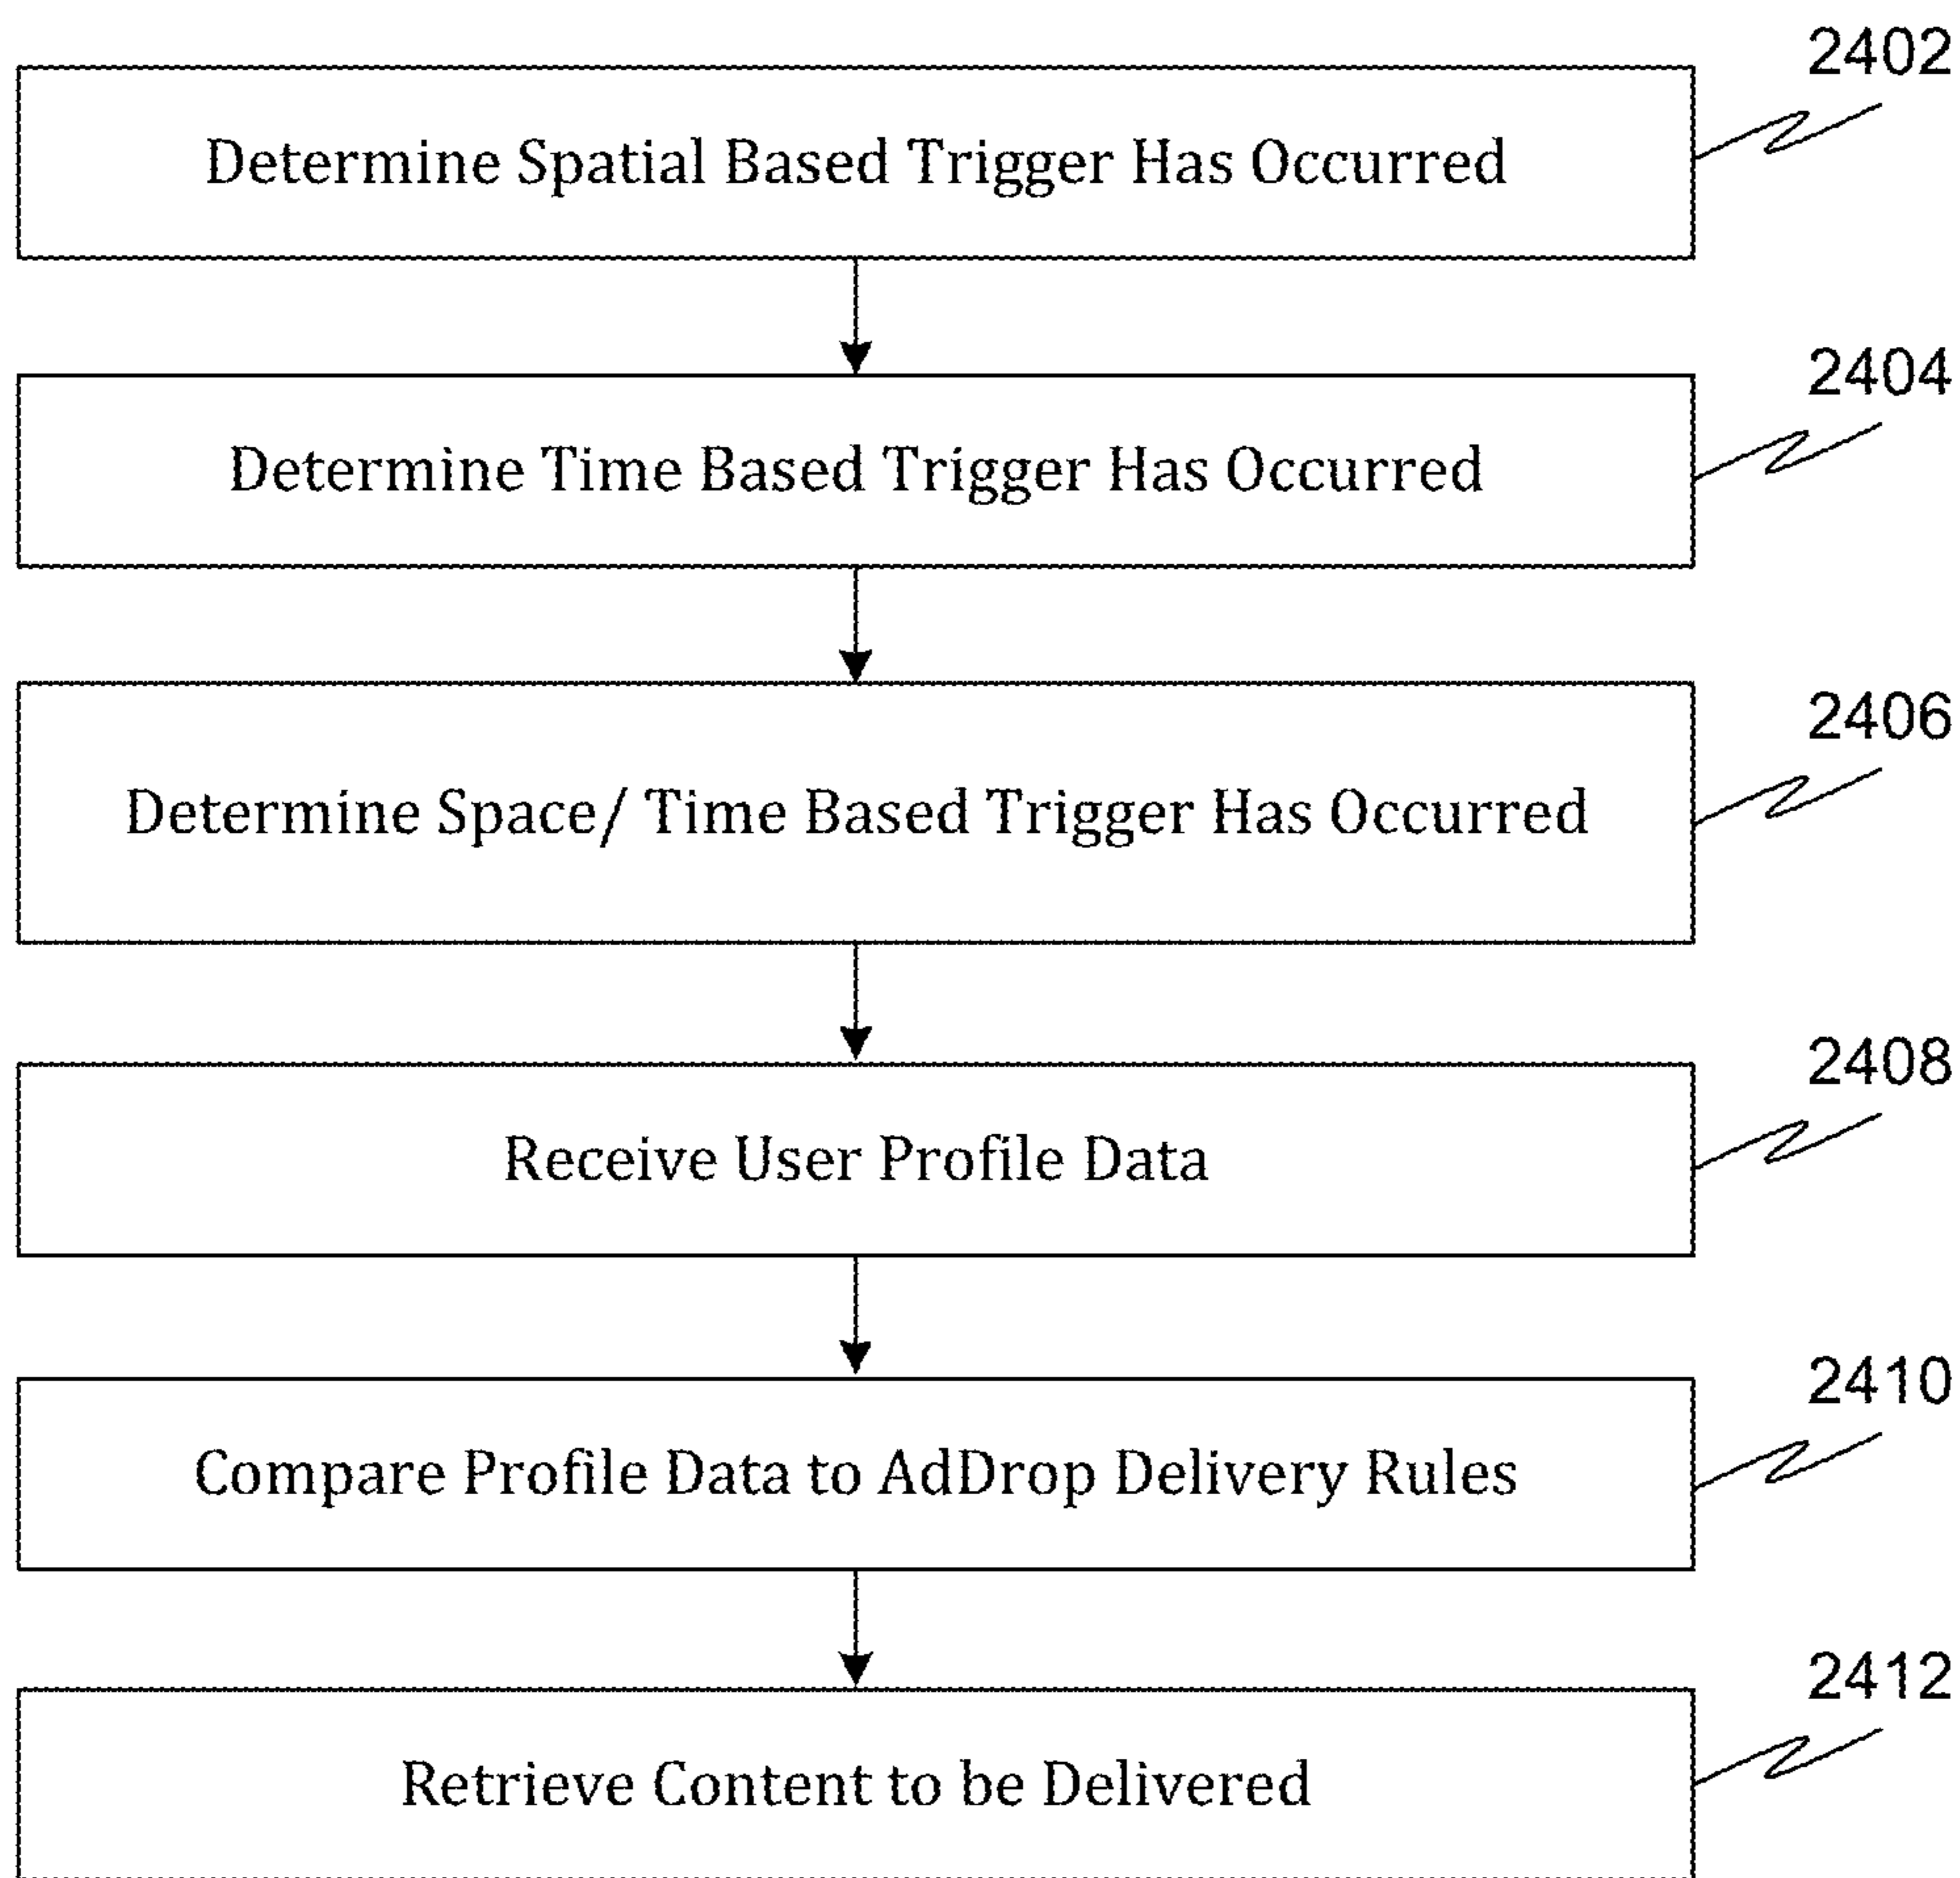 2402
Determine Spatial Based Trigger Has Occurred
2404
Determine Time Based Trigger Has Occurred
2406
Determine Space/ Time Based Trigger Has Occurred
2408
Receive User Profile Data
2410
Compare Profile Data to AdDrop Delivery Rules
2412
Retrieve Content to be Delivered